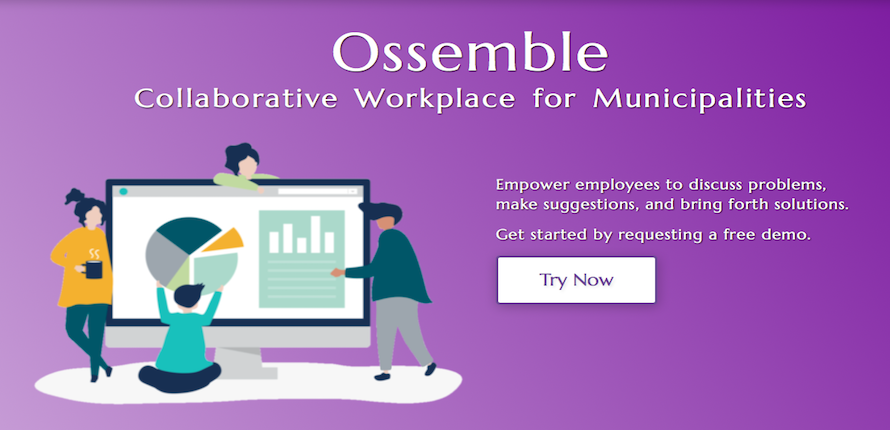 Ossemble
Collaborative Workplace for Municipalities
Empower employees to discuss problems,
make suggestions, and bring forth solutions.
Get started by requesting a free demo.
Try Now